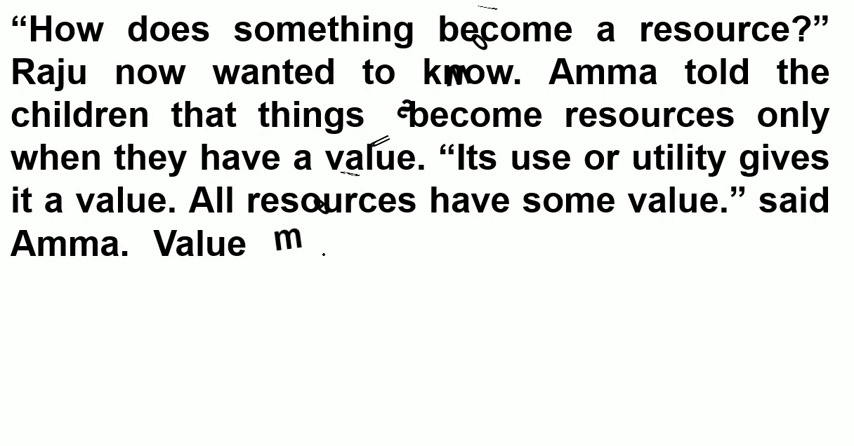 “How does something become a resource?”
Raju now wanted to know. Amma told the
children that things become resources only
when they have a value. “Its use or utility gives
it a value. All resources have some value.” said
Amma. Value m